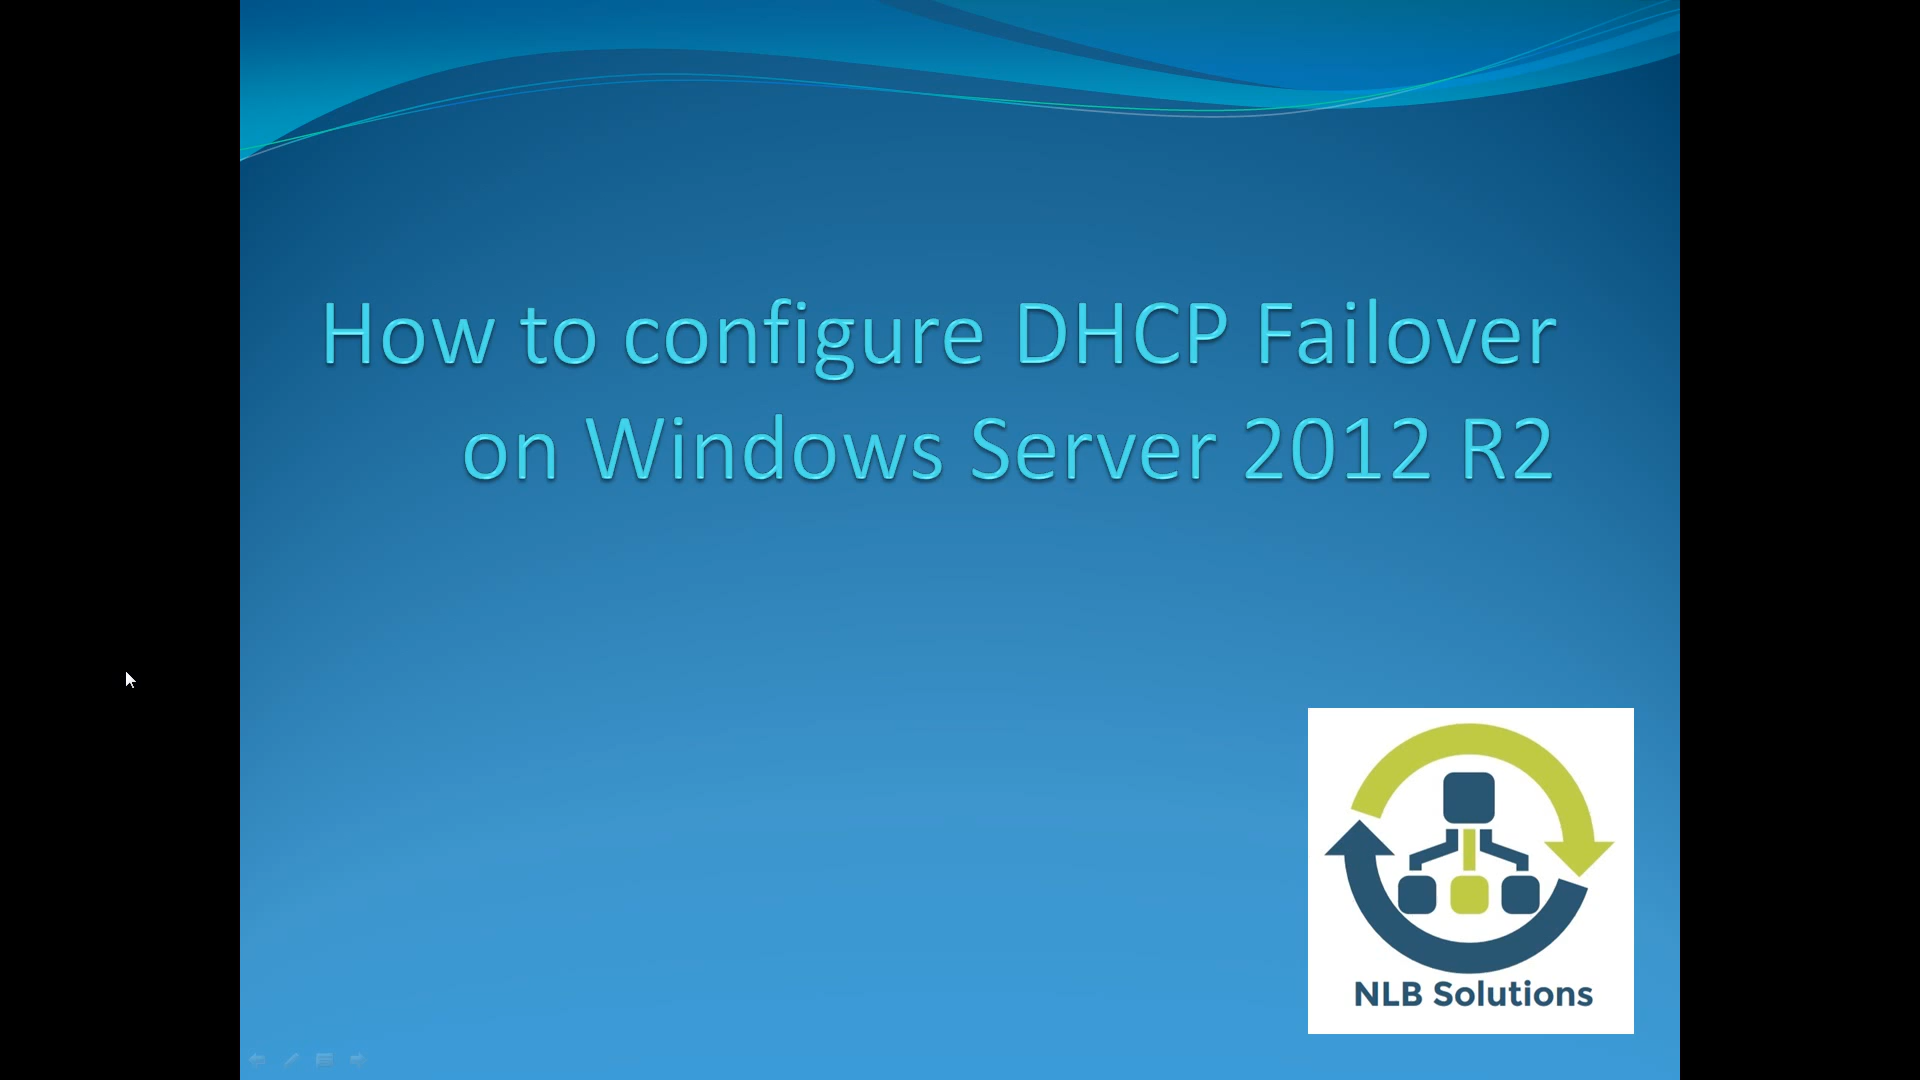 How to configure DHCP Failover
on Windows Server 2012 R2
NLB Solutions